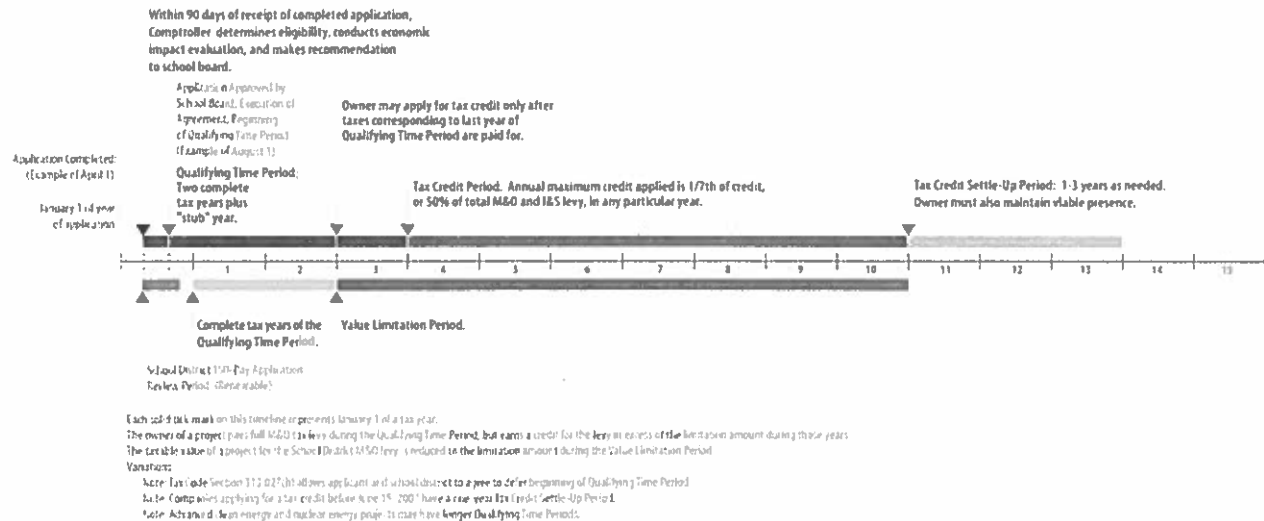 Within 90 days of receipt of completed application,
Comptroller determines eligibility, conducts economic
impact evaluation, and makes recommendation
to school board.
Application Approved by
School Board, Execution of
Agreement, Beginning
of Qualifying Time Period
(Example of August 1)
Owner may apply for tax credit only after
taxes corresponding to last year of
Qualifying Time Period are paid for.
Application Completed:
(Example of April 1)
Qualifying Time Period:
Two complete
tax years plus
"stub" year.
Tax Credit Period. Annual maximum credit applied is 1/7th of credit,
or 50% of total M&O and I&S levy, in any particular year.
Tax Credit Settle-Up Period: 1-3 years as needed.
Owner must also maintain viable presence.
January 1 of year
of application
1 2 3 4 5 6 7 8 9 10 11 12 13 14 15
Complete tax years of the
Qualifying Time Period.
Value Limitation Period.
School District 150-Day Application
Review Period (Renewable)
Each solid tick mark on this timeline represents January 1 of a tax year.
The owner of a project pays full M&O tax levy during the Qualifying Time Period, but earns a credit for the levy in excess of the limitation amount during those years
The taxable value of a project for the School District M&O levy is reduced to the limitation amount during the Value Limitation Period
Variations
Note: Tax Code Section allows applicant and school district to agree to defer beginning of Qualifying Time Period
Note: Companies applying for a tax credit before June 15, have a one-year Tax Credit Settle-Up Period.
Note: Advanced clean energy and nuclear energy projects may have longer Qualifying Time Periods.